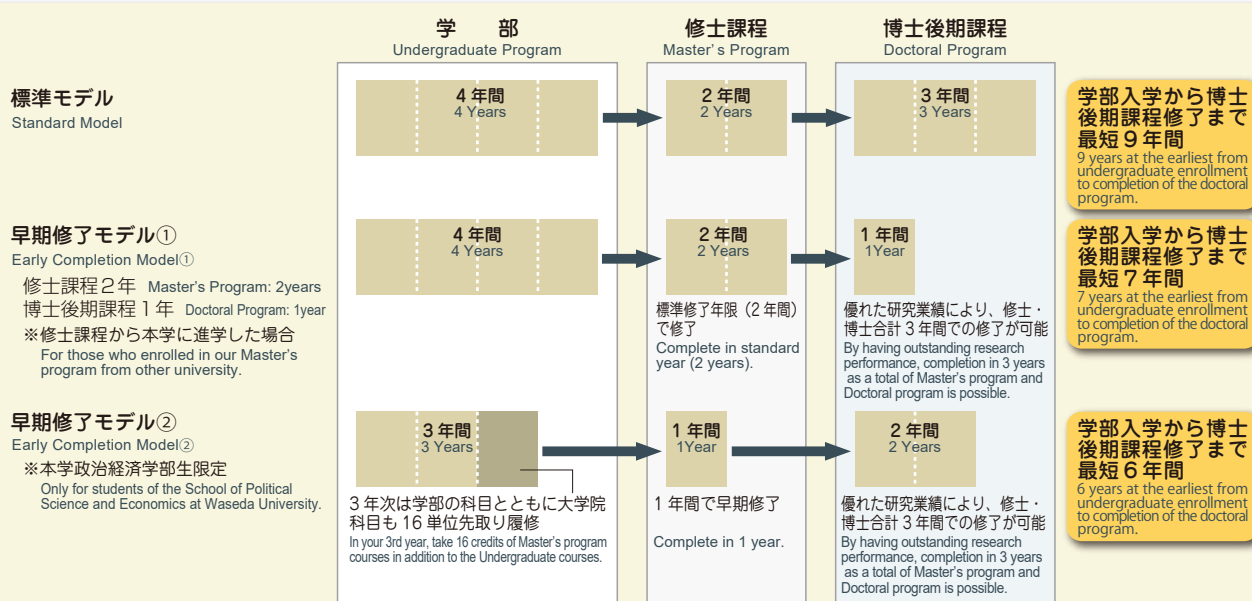 学　部
Undergraduate Program
修士課程
Master's Program
博士後期課程
Doctoral Program
標準モデル
Standard Model
4 年間
4 Years
2 年間
2 Years
3 年間
3 Years
学部入学から博士
後期課程修了まで
最短 9 年間
9 years at the earliest from
undergraduate enrollment
to completion of the doctoral
program.
早期修了モデル①
Early Completion Model①
修士課程２年 Master's Program: 2years
博士後期課程１年 Doctoral Program: 1year
※修士課程から本学に進学した場合
For those who enrolled in our Master's
program from other university.
4 年間
4 Years
2 年間
2 Years
標準修了年限（2 年間）
で修了
Complete in standard
year (2 years).
1 年間
1Year
優れた研究業績により、修士・
博士合計 3 年間での修了が可能
By having outstanding research
performance, completion in 3 years
as a total of Master's program and
Doctoral program is possible.
学部入学から博士
後期課程修了まで
最短 7 年間
7 years at the earliest from
undergraduate enrollment
to completion of the doctoral
program.
早期修了モデル②
Early Completion Model②
※本学政治経済学部生限定
Only for students of the School of Political
Science and Economics at Waseda University.
3 年間
3 Years
3 年次は学部の科目とともに大学院
科目も 16 単位先取り履修
In your 3rd year, take 16 credits of Master's program
courses in addition to the Undergraduate courses.
1 年間
1Year
1 年間で早期修了
Complete in 1 year.
2 年間
2 Years
優れた研究業績により、修士・
博士合計 3 年間での修了が可能
By having outstanding research
performance, completion in 3 years
as a total of Master's program and
Doctoral program is possible.
学部入学から博士
後期課程修了まで
最短 6 年間
6 years at the earliest from
undergraduate enrollment
to completion of the doctoral
program.